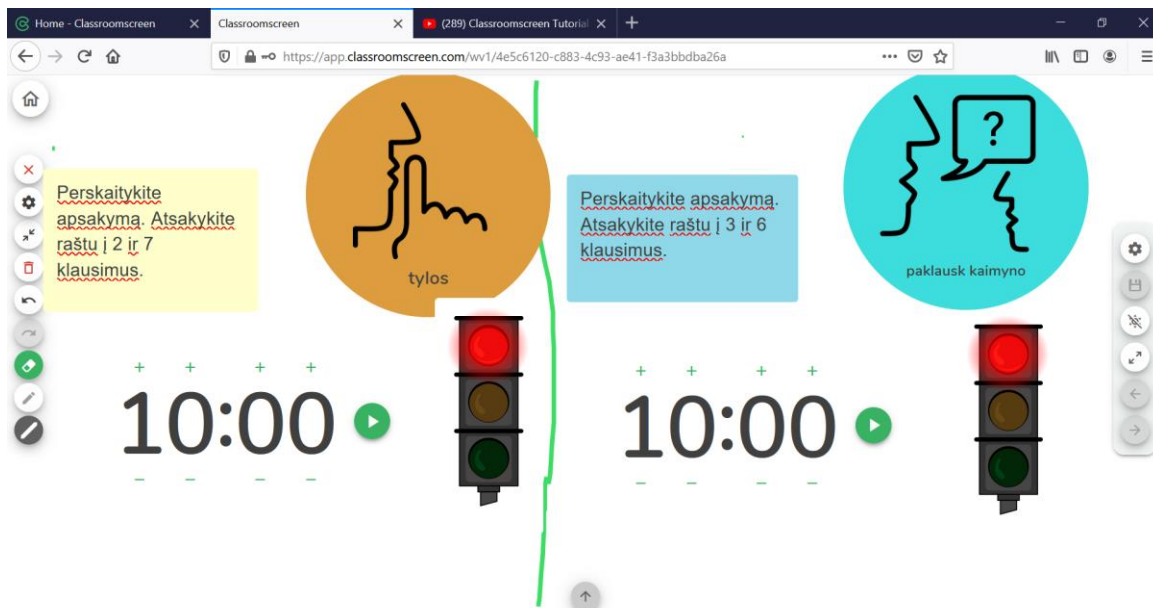 Home - Classroomscreen
Classroomscreen
(289) Classroomscreen Tutorial
https://app.classroomscreen.com/wv1/4e5c6120-c883-4c93-ae41-f3a3bbdba26a
Perskaitykite
apsakymą. Atsakykite
raštu į 2 ir 7
klausimus.
tylos
10:00
Perskaitykite apsakymą.
Atsakykite raštu į 3 ir 6
klausimus.
?
paklausk kaimyno
10:00